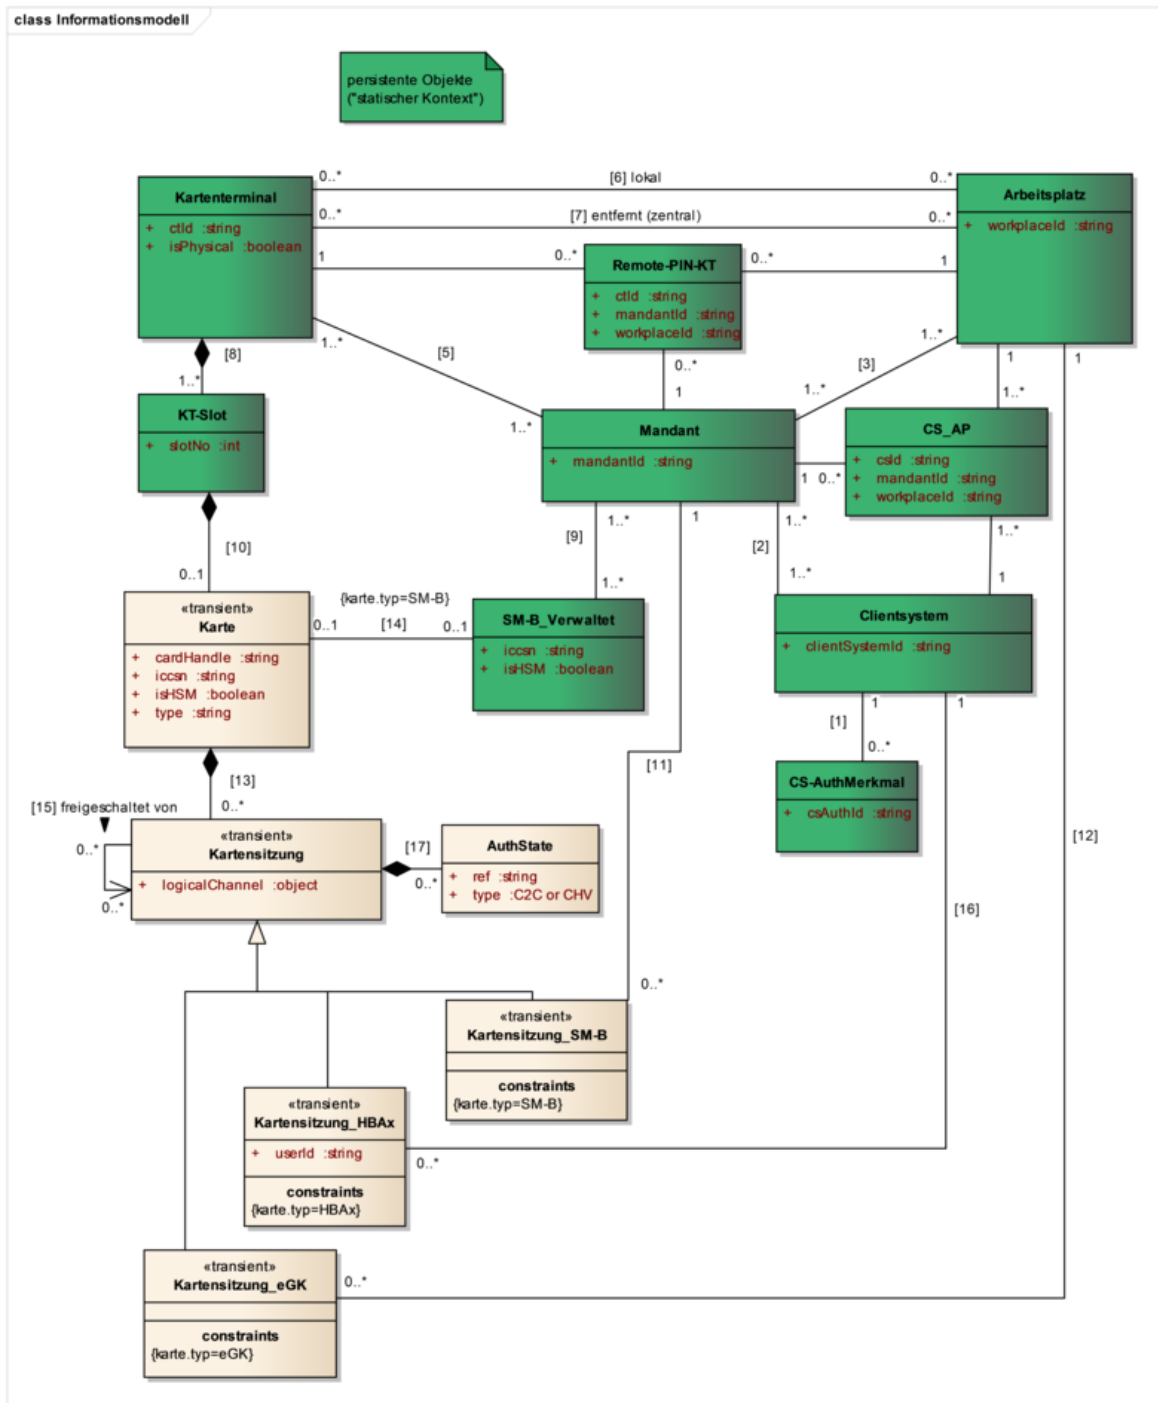 class Informationsmodell
persistente Objekte
("statischer Kontext")
0..*
[6] lokal
0..*
Kartenterminal
+ ctId :string
+ isPhysical :boolean
0..*
[7] entfernt (zentral)
0..*
Arbeitsplatz
+ workplaceId :string
1
0..*
Remote-PIN-KT
+ ctId :string
+ mandantId :string
+ workplaceId :string
0..*
1
1..*
[5]
0..*
1
[3]
1..*
1
1
[8]
1..*
KT-Slot
+ slotNo :int
1..*
1..*
1..*
Mandant
+ mandantId :string
CS_AP
+ csId :string
+ mandantId :string
+ workplaceId :string
1
0..*
[10]
0..1
[9]
1..*
1..*
1
1..*
[2]
1..*
1..*
1
«transient»
Karte
+ cardHandle :string
+ iccsn :string
+ isHSM :boolean
+ type :string
{karte.typ=SM-B}
0..1
[14]
0..1
SM-B_Verwaltet
+ iccsn :string
+ isHSM :boolean
Clientsystem
+ clientSystemId :string
1
[1]
0..*
1
[11]
CS-AuthMerkmal
+ csAuthId :string
[13]
0..*
[15] freigeschaltet von
0..*
0..*
«transient»
Kartensitzung
+ logicalChannel :object
[17]
0..*
AuthState
+ ref :string
+ type :C2C or CHV
[12]
[16]
0..*
«transient»
Kartensitzung_SM-B
constraints
{karte.typ=SM-B}
«transient»
Kartensitzung_HBAx
+ userId :string
constraints
{karte.typ=HBAx}
0..*
«transient»
Kartensitzung_eGK
constraints
{karte.typ=eGK}
0..*